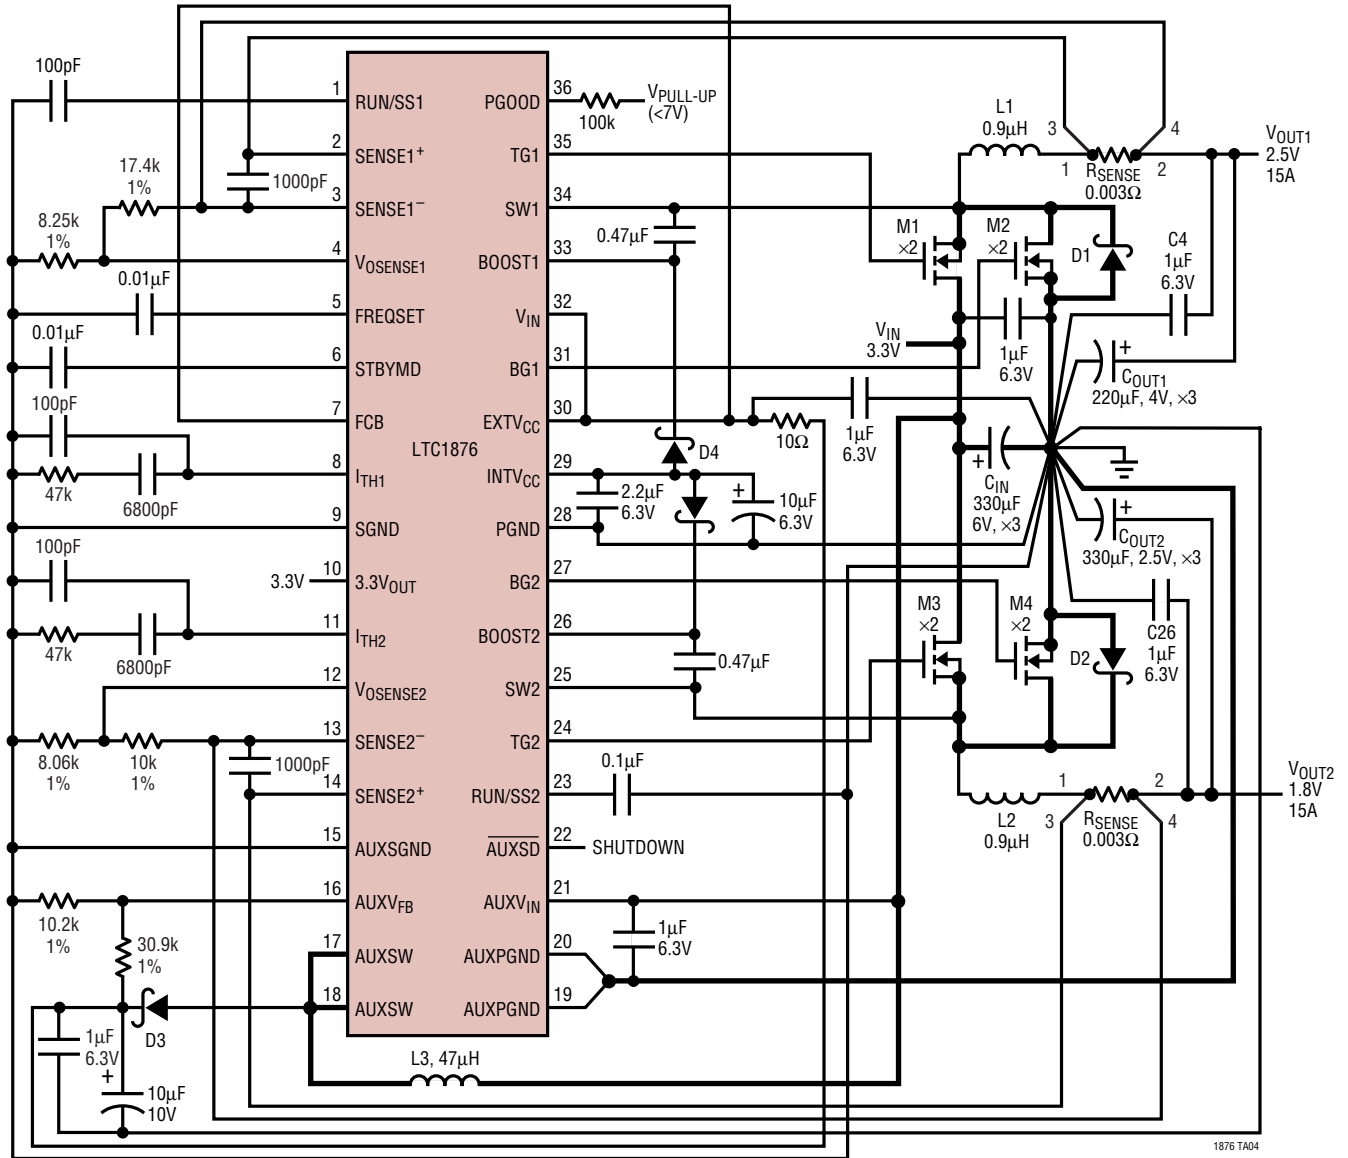 100pF
17.4k
1%
8.25k
1%
1000pF
0.01µF
0.01µF
100pF
47k
6800pF
100pF
3.3V
47k
6800pF
8.06k
1%
10k
1%
1000pF
10.2k
1%
30.9k
1%
1µF
6.3V
D3
+
10µF
10V
L3, 47µH
1 RUN/SS1
2 SENSE1+
3 SENSE1–
4 VOSENSE1
5 FREQSET
6 STBYMD
7 FCB
8 ITH1
9 SGND
10 3.3VOUT
11 ITH2
12 VOSENSE2
13 SENSE2–
14 SENSE2+
15 AUXSGND
16 AUXVFB
17 AUXSW
18 AUXSW
LTC1876
PGOOD 36
TG1 35
SW1 34
BOOST1 33
VIN 32
BG1 31
EXTVCC 30
INTVCC 29
PGND 28
BG2 27
BOOST2 26
SW2 25
TG2 24
RUN/SS2 23
AUXSD 22
AUXVIN 21
AUXPGND 20
AUXPGND 19
100k
VPULL-UP
(<7V)
0.47µF
D4
2.2µF
6.3V
+
10µF
6.3V
10Ω
1µF
6.3V
0.47µF
0.1µF
SHUTDOWN
1µF
6.3V
L1
0.9µH
3
4
1
2
RSENSE
0.003Ω
VOUT1
2.5V
15A
M1
×2
M2
×2
D1
C4
1µF
6.3V
VIN
3.3V
1µF
6.3V
+
COUT1
220µF, 4V, ×3
+
CIN
330µF
6V, ×3
+
COUT2
330µF, 2.5V, ×3
M3
×2
M4
×2
D2
C26
1µF
6.3V
L2
0.9µH
1
2
3
4
RSENSE
0.003Ω
VOUT2
1.8V
15A
1876 TA04